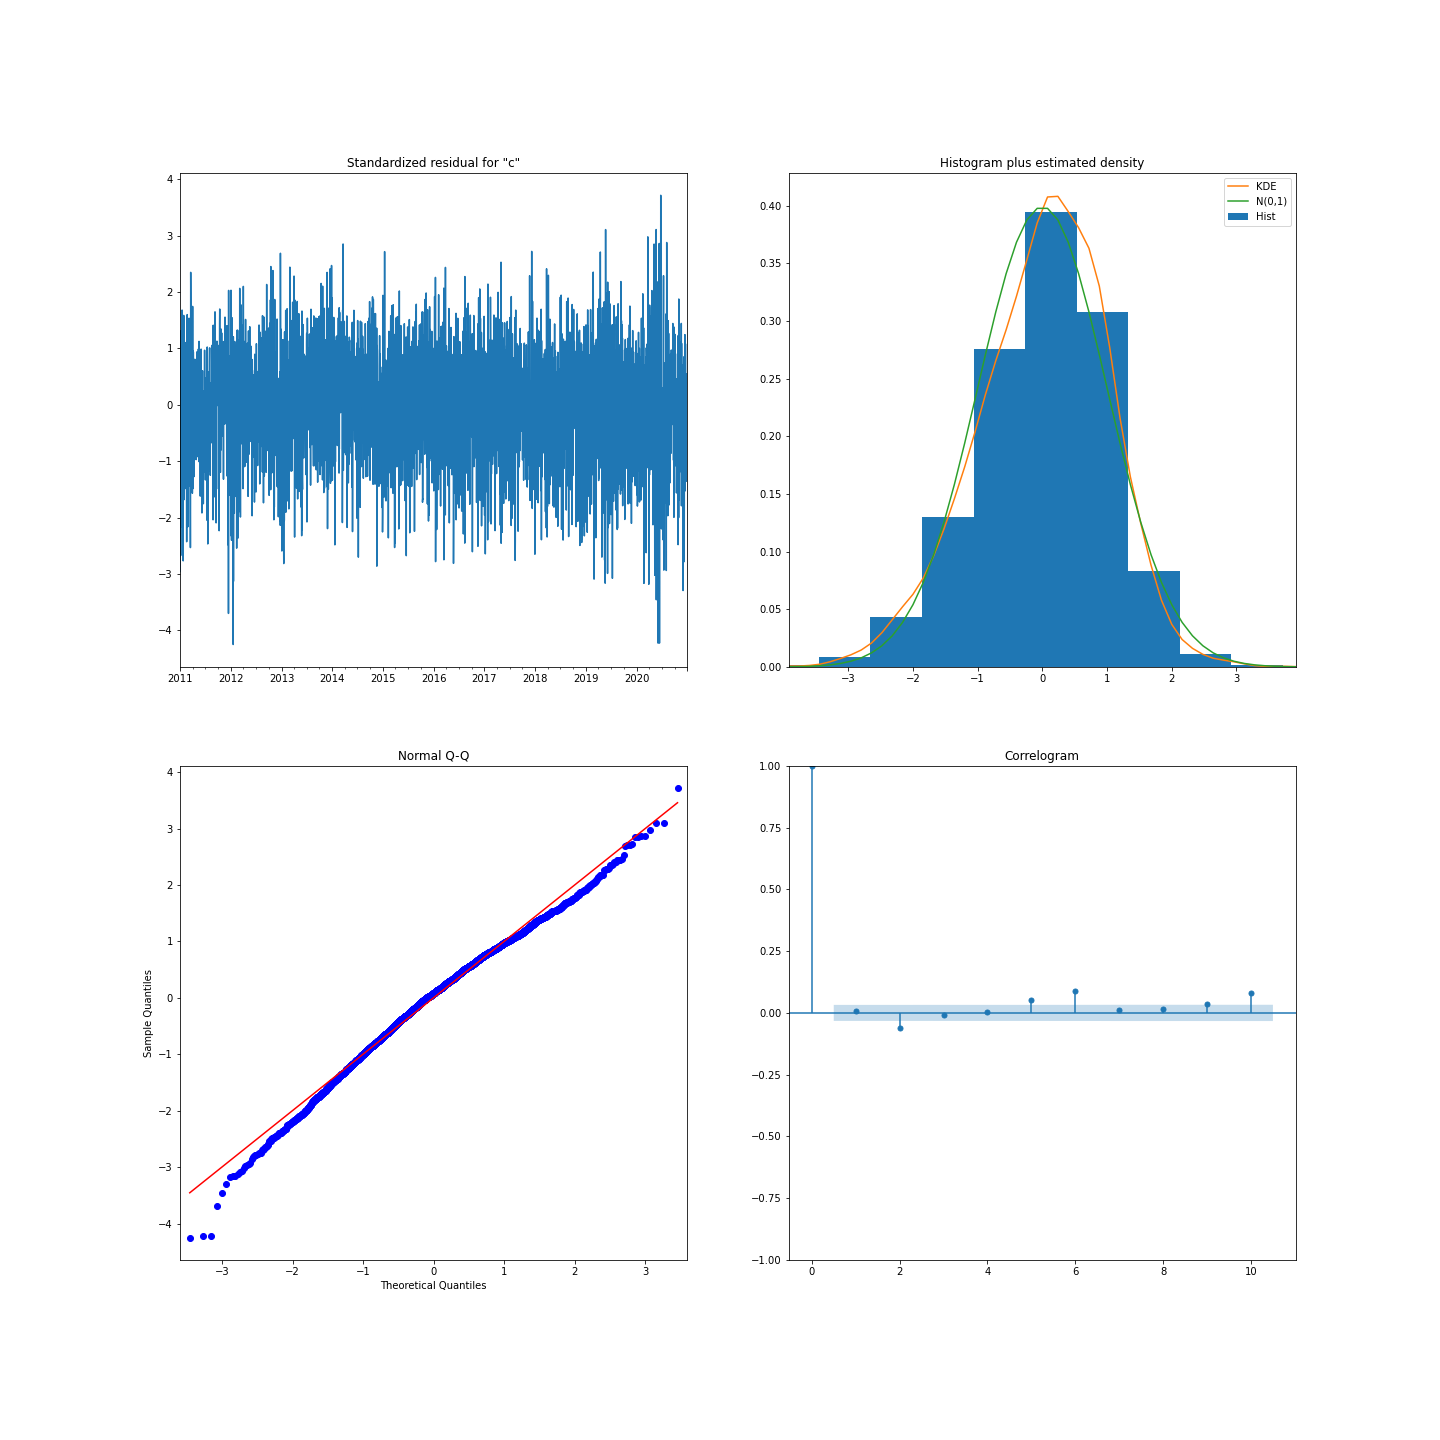 Standardized residual for "c"
4
3
2
1
0
−1
−2
−3
−4
2011 2012 2013 2014 2015 2016 2017 2018 2019 2020
Histogram plus estimated density
KDE
N(0,1)
Hist
0.40
0.35
0.30
0.25
0.20
0.15
0.10
0.05
0.00
−3 −2 −1 0 1 2 3
Normal Q-Q
Sample Quantiles
4
3
2
1
0
−1
−2
−3
−4
−3 −2 −1 0 1 2 3
Theoretical Quantiles
Correlogram
1.00
0.75
0.50
0.25
0.00
−0.25
−0.50
−0.75
−1.00
0 2 4 6 8 10